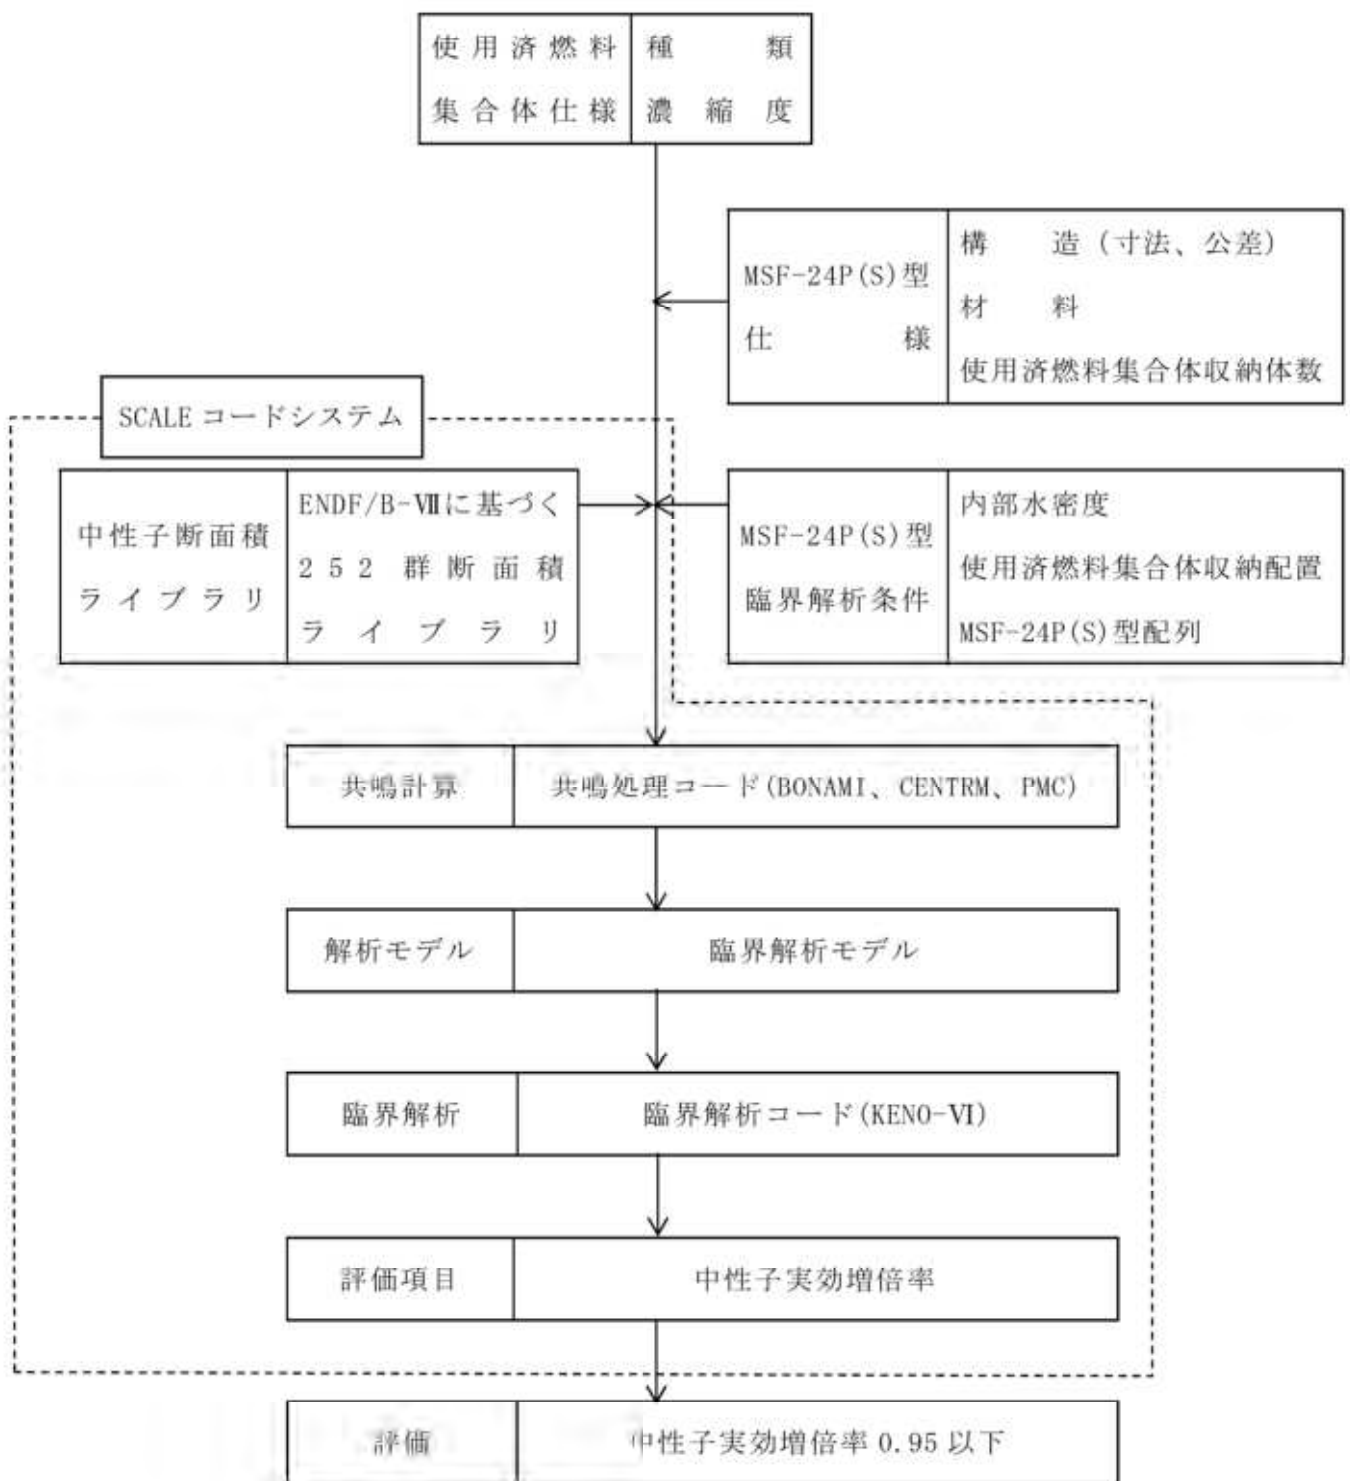 使用済燃料 種類
集合体仕様 濃縮度
MSF-24P(S)型
仕様
構造（寸法、公差）
材料
使用済燃料集合体収納体数
SCALE コードシステム
中性子断面積
ライブラリ
ENDF/B-Ⅶに基づく
252群断面積
ライブラリ
MSF-24P(S)型
臨界解析条件
内部水密度
使用済燃料集合体収納配置
MSF-24P(S)型配列
共鳴計算 共鳴処理コード(BONAMI、CENTRM、PMC)
解析モデル 臨界解析モデル
臨界解析 臨界解析コード(KENO-Ⅵ)
評価項目 中性子実効増倍率
評価 中性子実効増倍率 0.95 以下